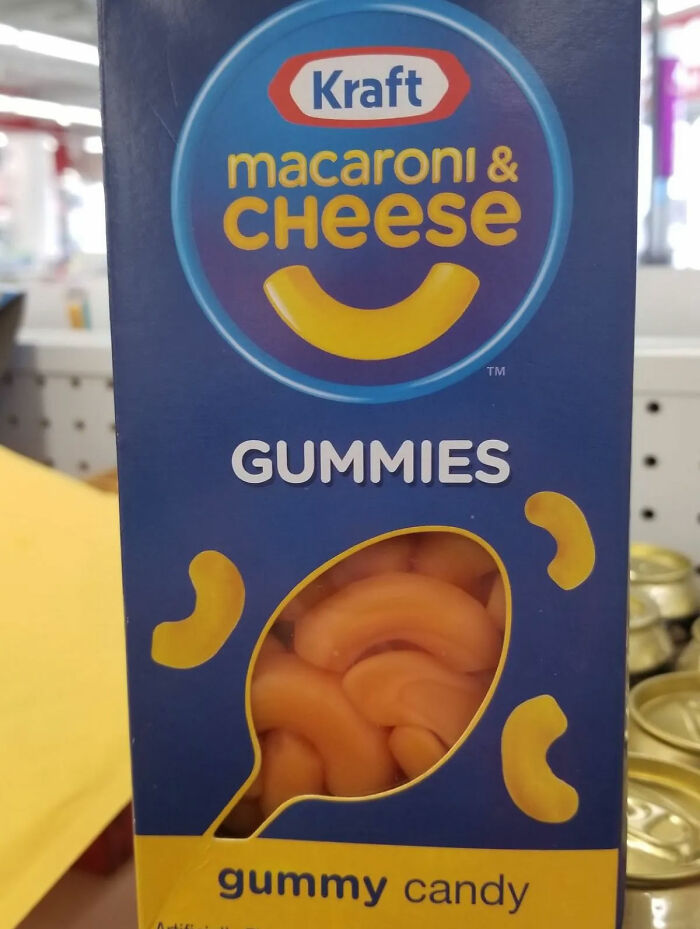 Kraft
macaroni &
CHeese
TM
GUMMIES
gummy candy